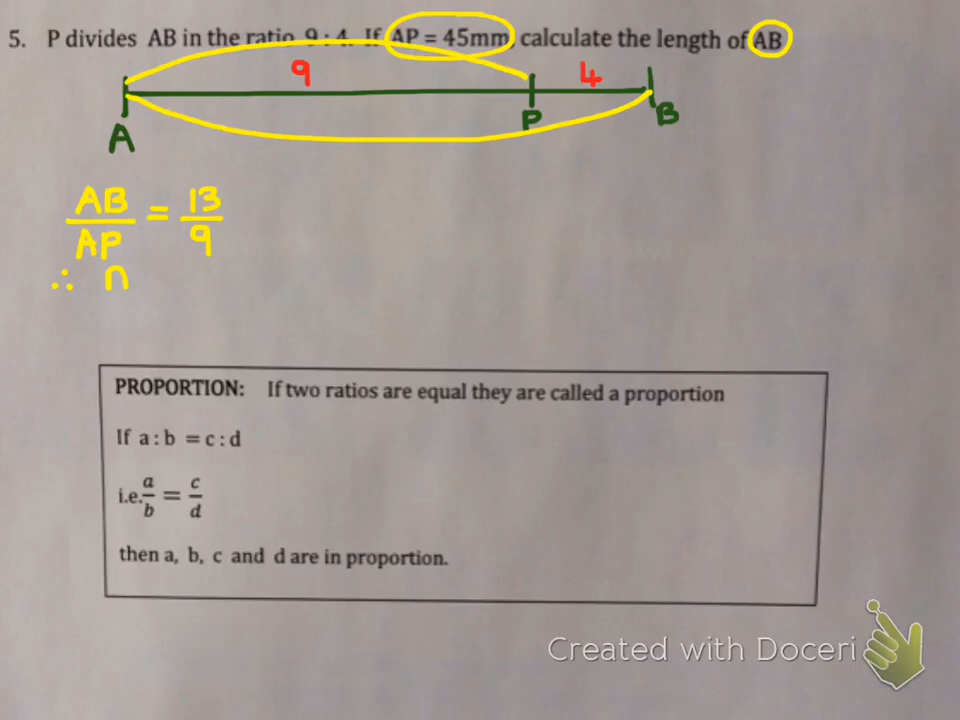 5. P divides AB in the ratio 9 : 4. If AP = 45mm, calculate the length of AB
9 4
A P B
AB/AP = 13/9
∴ n
PROPORTION: If two ratios are equal they are called a proportion
If a : b = c : d
i.e. a/b = c/d
then a, b, c and d are in proportion.
Created with Doceri